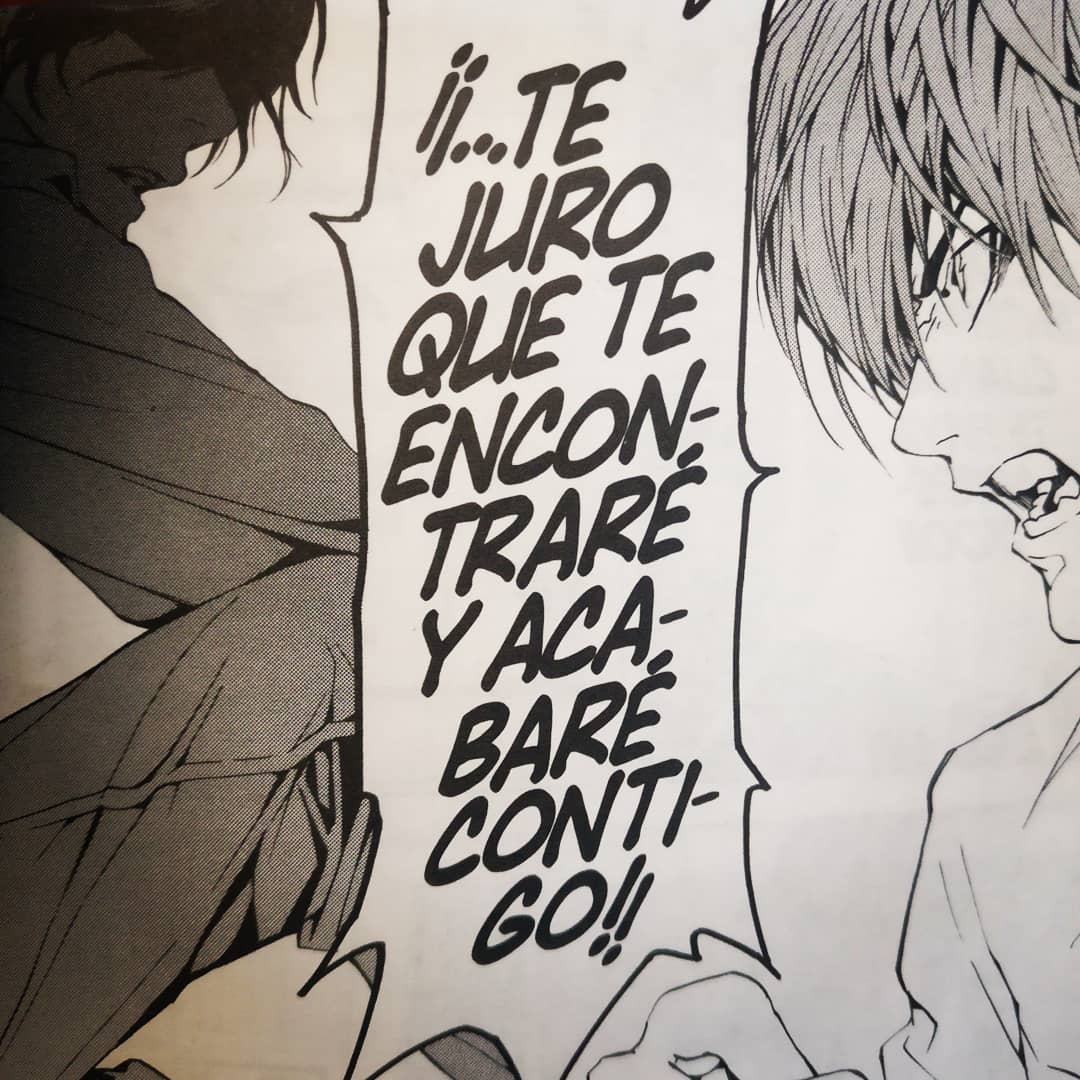 ¡¡...TE
JURO
QUE TE
ENCON-
TRARÉ
Y ACA-
BARÉ
CONTI-
GO!!